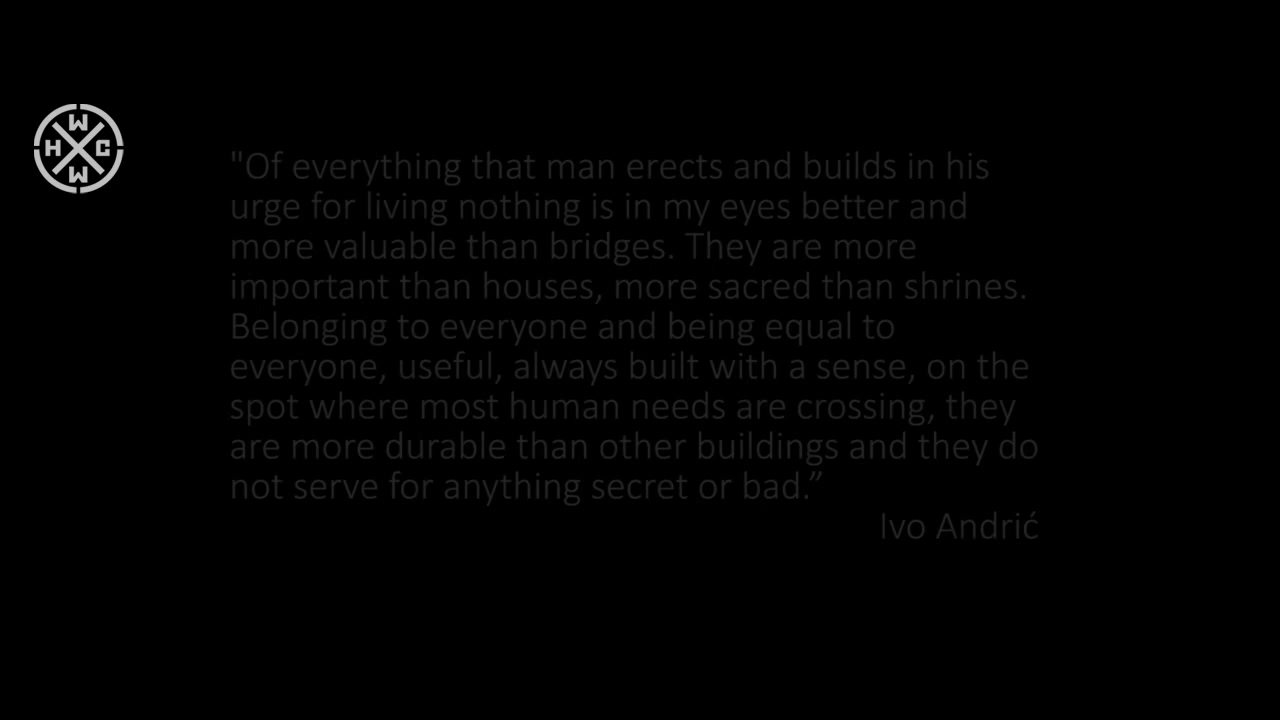 W
H C
W
"Of everything that man erects and builds in his
urge for living nothing is in my eyes better and
more valuable than bridges. They are more
important than houses, more sacred than shrines.
Belonging to everyone and being equal to
everyone, useful, always built with a sense, on the
spot where most human needs are crossing, they
are more durable than other buildings and they do
not serve for anything secret or bad.”
Ivo Andrić